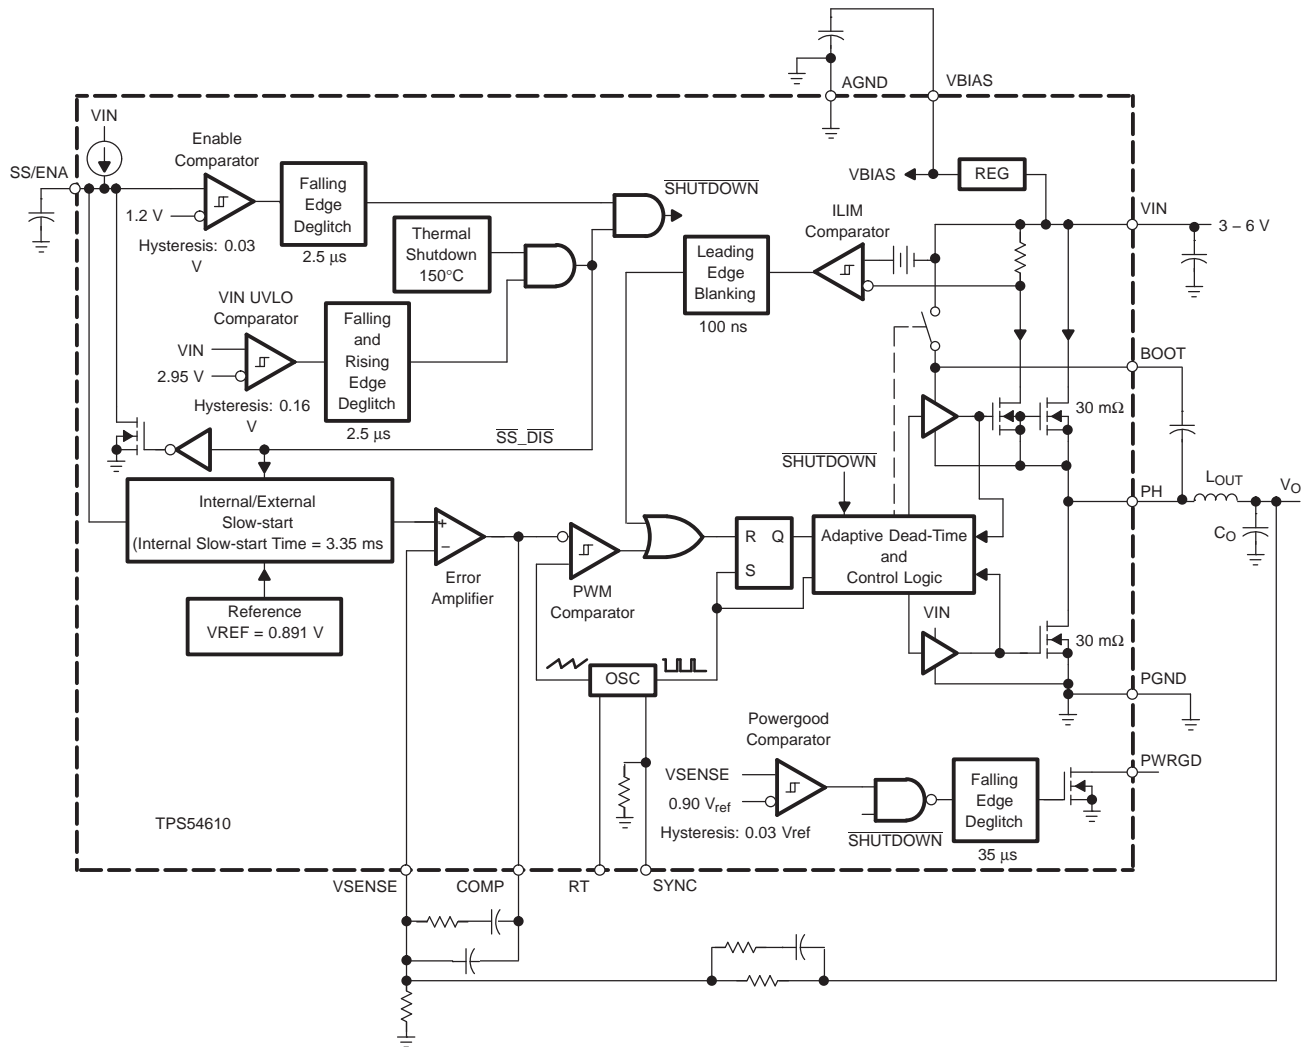 AGND
VBIAS
VIN
Enable
Comparator
SS/ENA
1.2 V
Hysteresis: 0.03
V
Falling
Edge
Deglitch
2.5 μs
SHUTDOWN
VBIAS
REG
Thermal
Shutdown
150°C
Leading
Edge
Blanking
100 ns
ILIM
Comparator
VIN
3 – 6 V
VIN UVLO
Comparator
VIN
2.95 V
Hysteresis: 0.16
V
Falling
and
Rising
Edge
Deglitch
2.5 μs
BOOT
30 mΩ
SS_DIS
SHUTDOWN
PH
LOUT
VO
CO
Internal/External
Slow-start
(Internal Slow-start Time = 3.35 ms
+
−
Error
Amplifier
PWM
Comparator
R Q
S
Adaptive Dead-Time
and
Control Logic
Reference
VREF = 0.891 V
VIN
30 mΩ
OSC
PGND
Powergood
Comparator
VSENSE
0.90 Vref
Hysteresis: 0.03 Vref
SHUTDOWN
Falling
Edge
Deglitch
35 μs
PWRGD
TPS54610
VSENSE
COMP
RT
SYNC